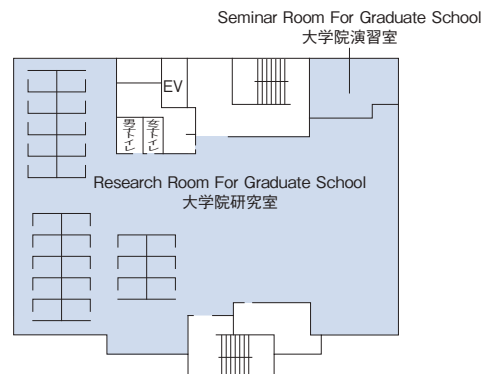 Seminar Room For Graduate School
大学院演習室
EV
男子トイレ
女子トイレ
Research Room For Graduate School
大学院研究室